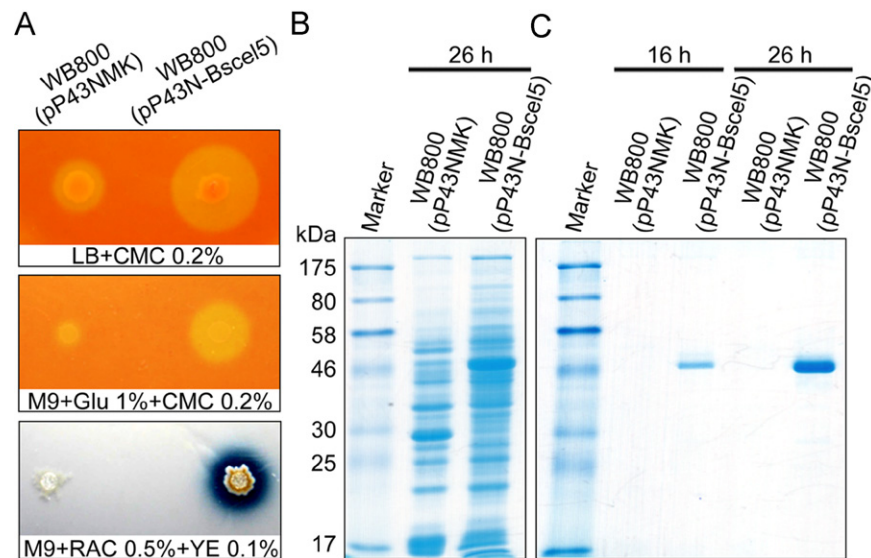 A
WB800
(pP43NMK)
WB800
(pP43N-Bscel5)
LB+CMC 0.2%
M9+Glu 1%+CMC 0.2%
M9+RAC 0.5%+YE 0.1%
B
26 h
Marker
WB800
(pP43NMK)
WB800
(pP43N-Bscel5)
kDa
175
80
58
46
30
25
17
C
16 h
26 h
Marker
WB800
(pP43NMK)
WB800
(pP43N-Bscel5)
WB800
(pP43NMK)
WB800
(pP43N-Bscel5)